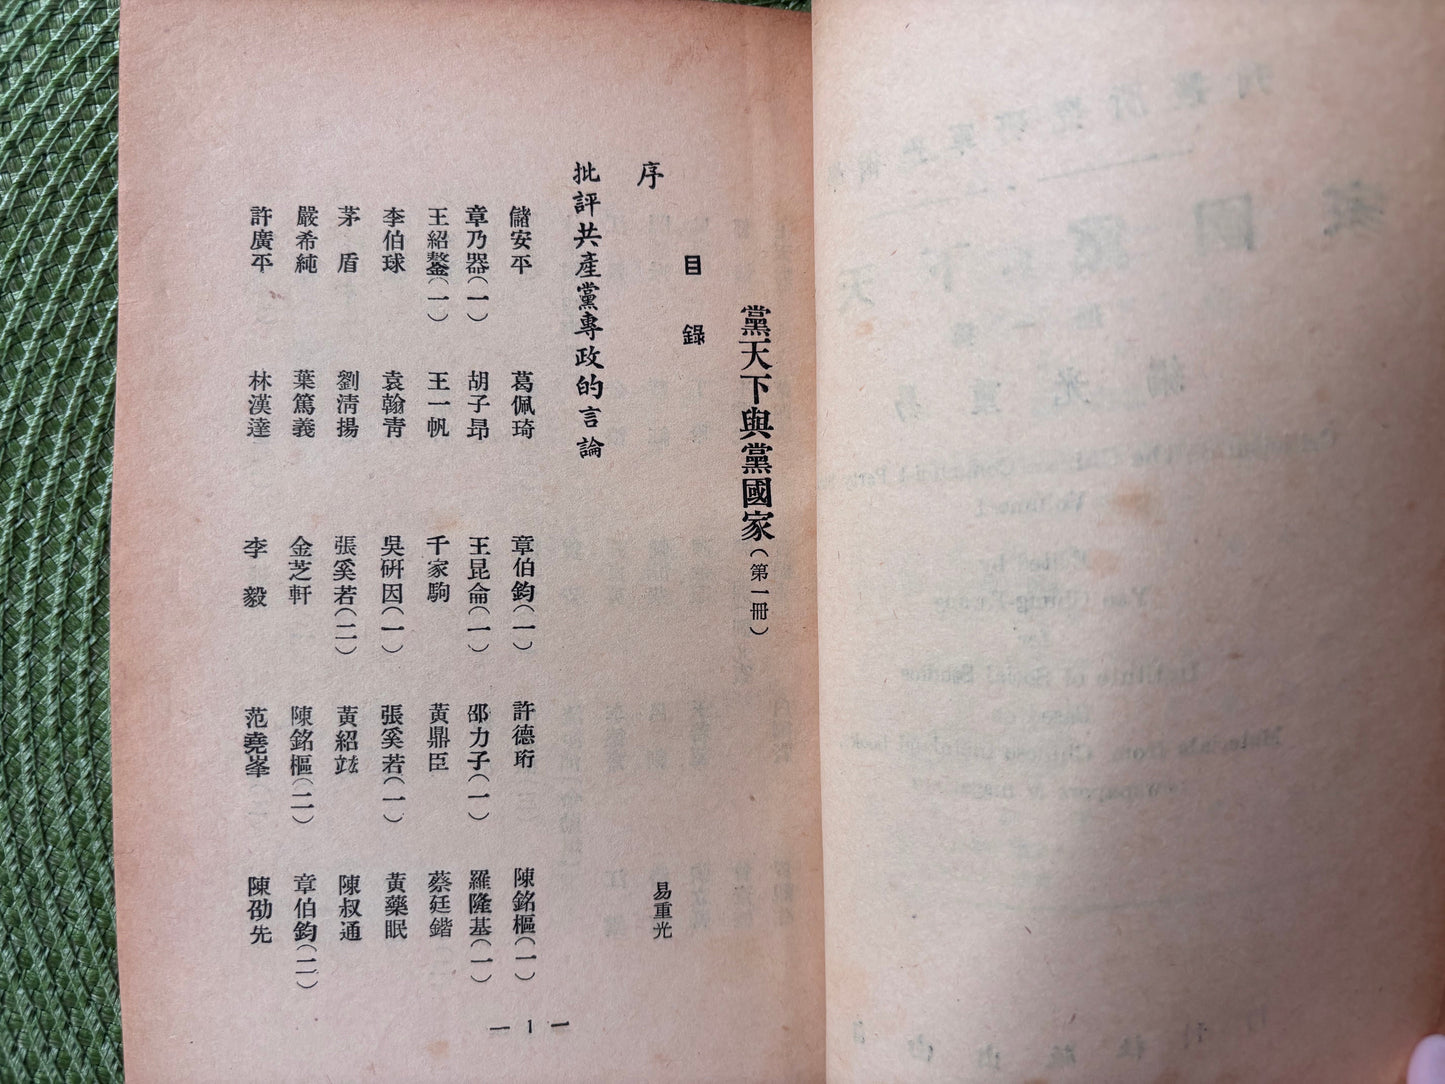 黨天下與黨國家(第一冊)
目錄
序 易重光
批評共產黨專政的言論
儲安平 葛佩琦 章伯鈞(一) 許德珩 陳銘樞(一)
章乃器(一) 胡子昂 王昆侖(一) 邵力子(一) 羅隆基(一)
王紹鏊(一) 王一帆 千家駒 黃鼎臣 蔡廷鍇
李伯球 袁翰青 吳研因(一) 張奚若(一) 黃藥眠
茅盾 劉清揚 張奚若(二) 黃紹竑 陳叔通
嚴希純 葉篤義 金芝軒 陳銘樞(二) 章伯鈞(二)
許廣平 林漢達 李毅 范堯峯 陳劭先
— 1 —